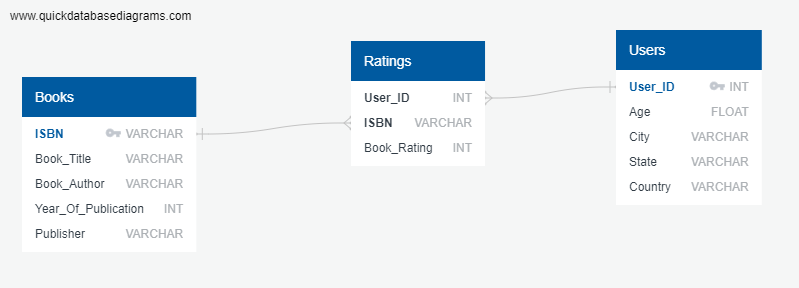 www.quickdatabasediagrams.com
Books
ISBN VARCHAR
Book_Title VARCHAR
Book_Author VARCHAR
Year_Of_Publication INT
Publisher VARCHAR
Ratings
User_ID INT
ISBN VARCHAR
Book_Rating INT
Users
User_ID INT
Age FLOAT
City VARCHAR
State VARCHAR
Country VARCHAR